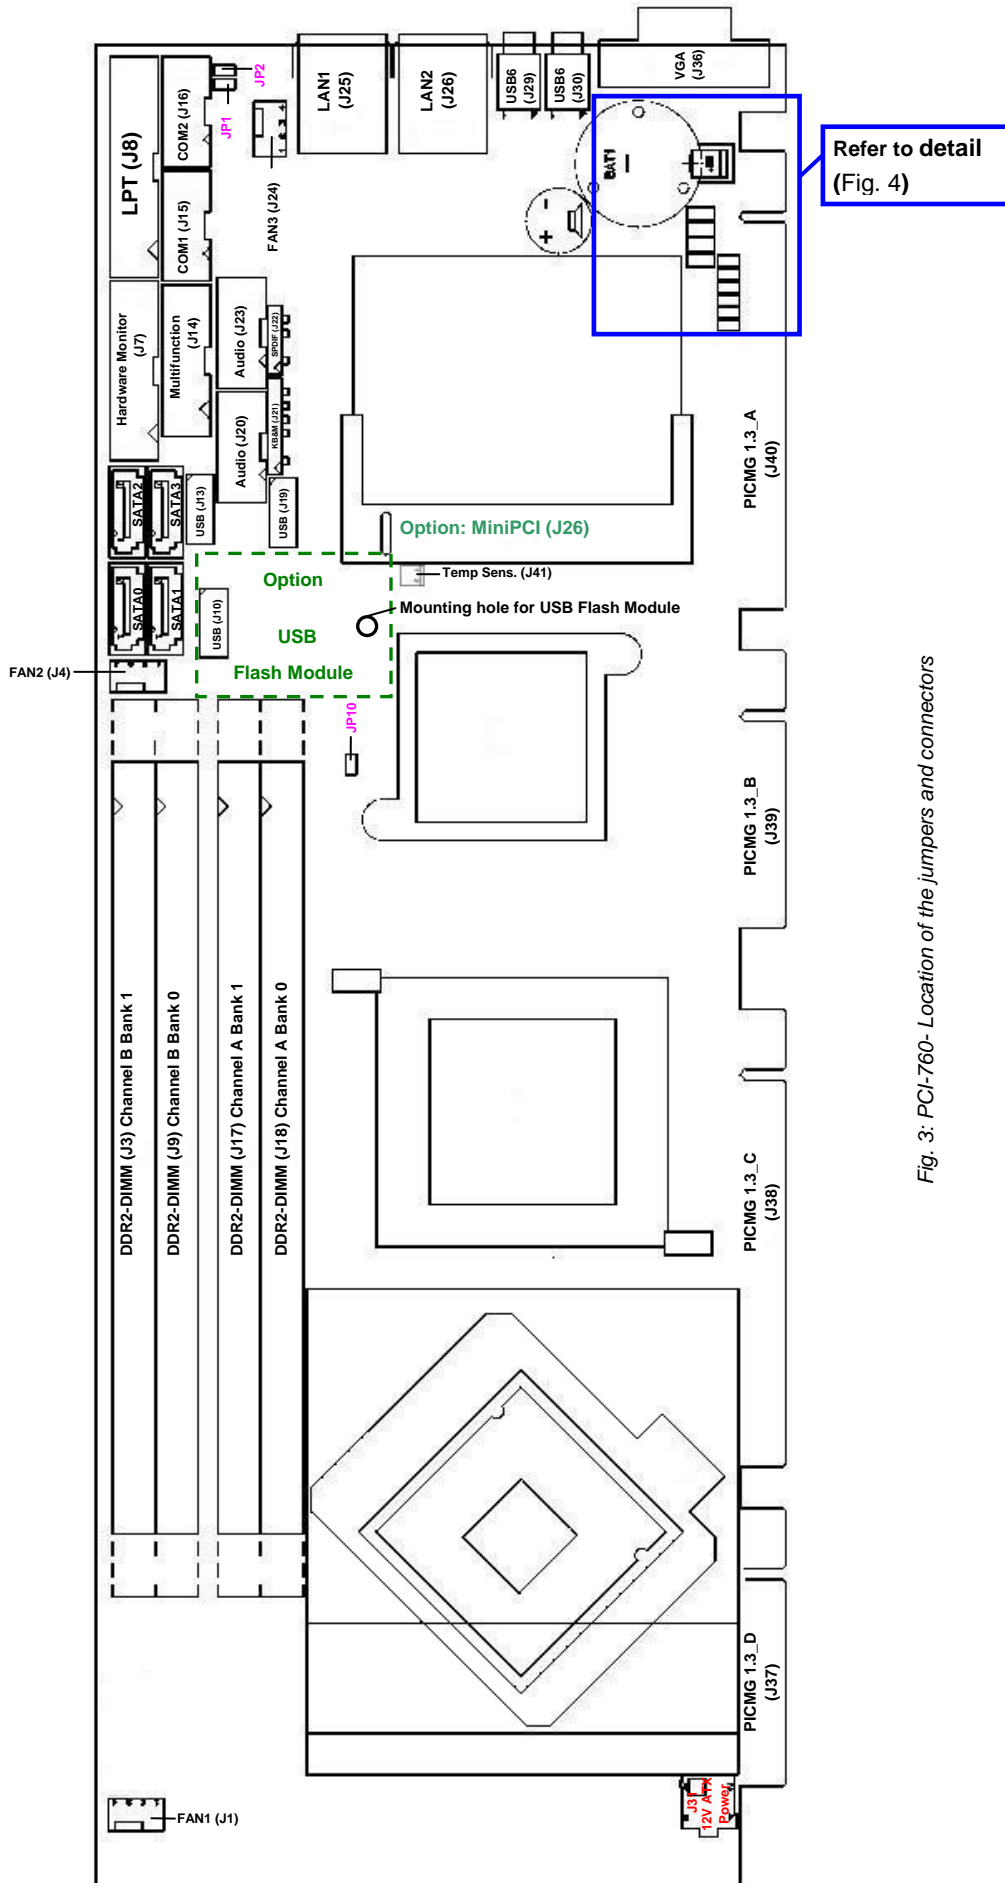 VGA
(J36)
USB6
(J29)
USB6
(J30)
LAN1
(J25)
LAN2
(J26)
JP2
JP1
COM2 (J16)
LPT (J8)
COM1 (J15)
FAN3 (J24)
1
3
4
BAT1
-
+
Refer to detail
(Fig. 4)
Hardware Monitor
(J7)
Multifunction
(J14)
Audio (J23)
SPDIF (J22)
Audio (J20)
KB&M (J21)
PICMG 1.3_A
(J40)
SATA2
SATA3
USB (J13)
USB (J19)
Option: MiniPCI (J26)
Temp Sens. (J41)
SATA0
SATA1
USB (J10)
Option
USB
Flash Module
Mounting hole for USB Flash Module
FAN2 (J4)
JP10
PICMG 1.3_B
(J39)
DDR2-DIMM (J3) Channel B Bank 1
DDR2-DIMM (J9) Channel B Bank 0
DDR2-DIMM (J17) Channel A Bank 1
DDR2-DIMM (J18) Channel A Bank 0
PICMG 1.3_C
(J38)
PICMG 1.3_D
(J37)
12V ATX
Power
FAN1 (J1)
Fig. 3: PCI-760- Location of the jumpers and connectors